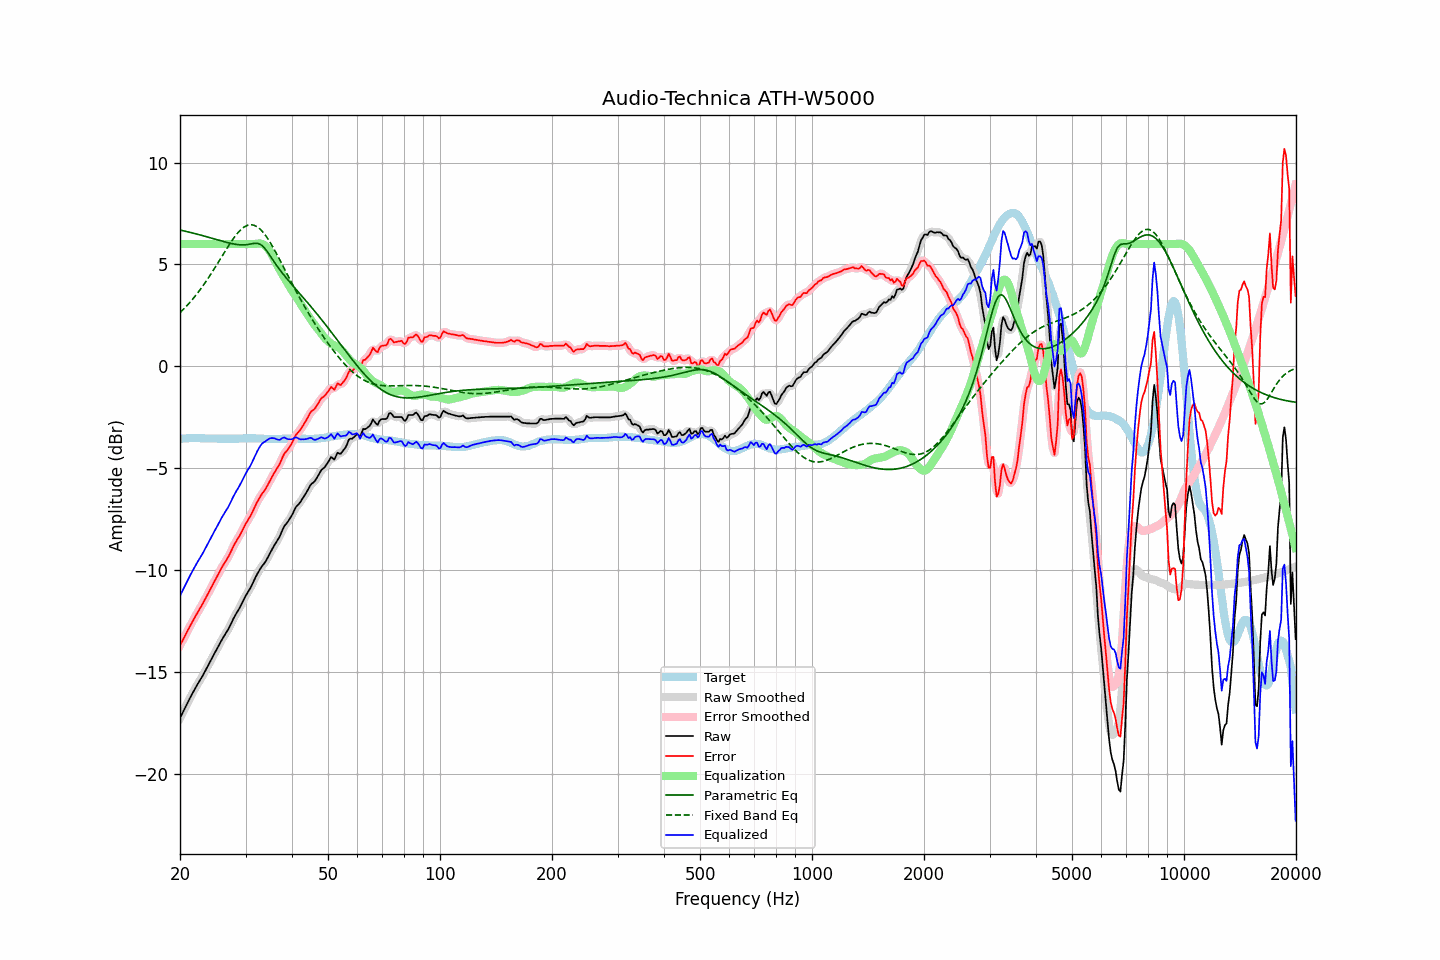 Audio-Technica ATH-W5000
Amplitude (dBr)
10
5
0
−5
−10
−15
−20
Target
Raw Smoothed
Error Smoothed
Raw
Error
Equalization
Parametric Eq
Fixed Band Eq
Equalized
20 50 100 200 500 1000 2000 5000 10000 20000
Frequency (Hz)